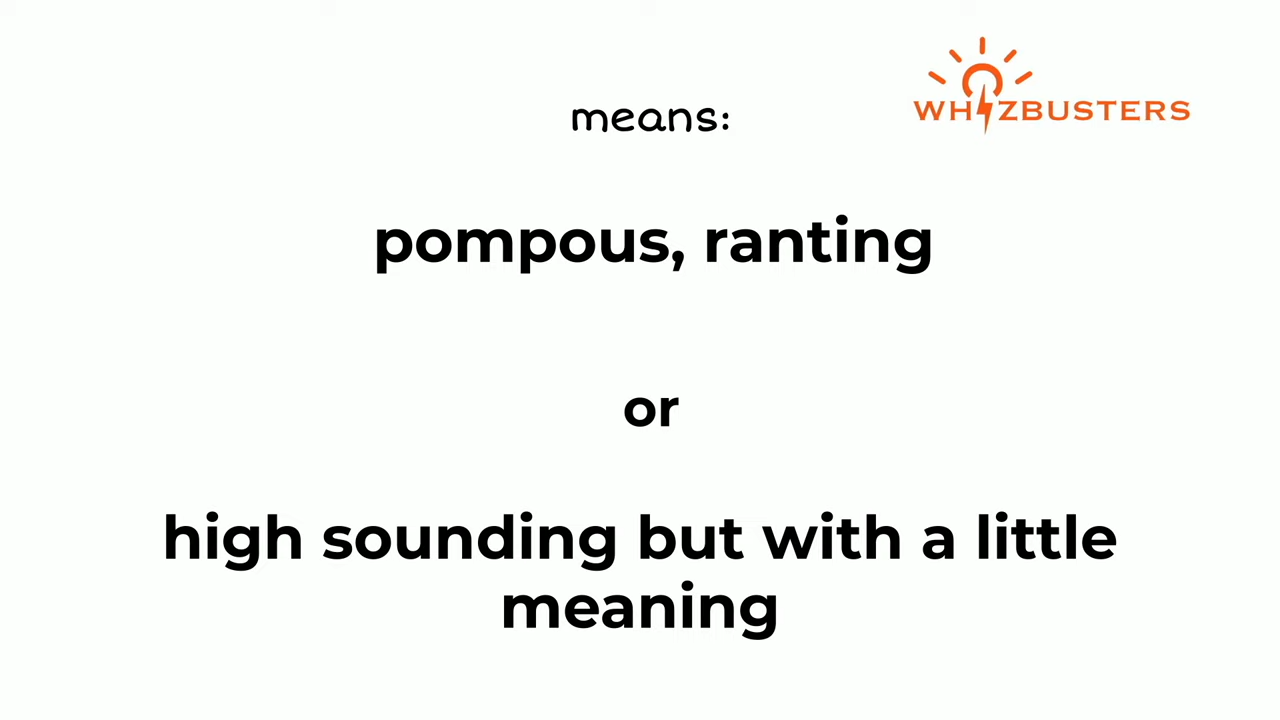 means:
WHIZBUSTERS
pompous, ranting
or
high sounding but with a little
meaning